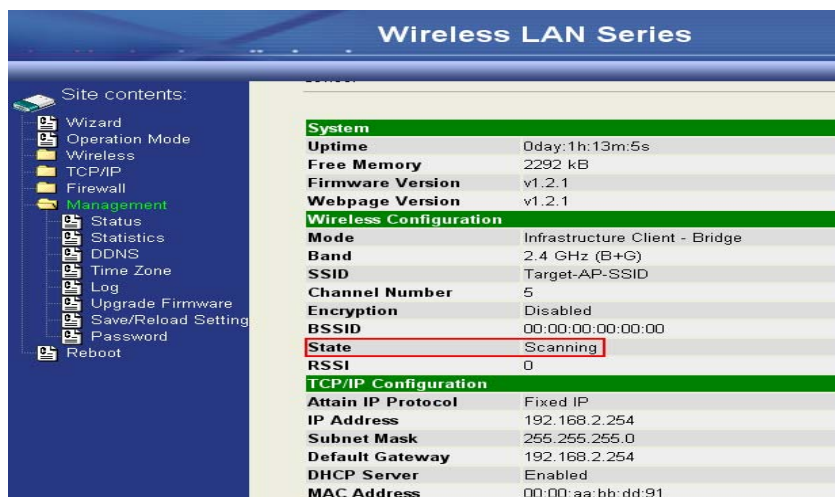 Wireless LAN Series
Site contents:
Wizard
Operation Mode
Wireless
TCP/IP
Firewall
Management
Status
Statistics
DDNS
Time Zone
Log
Upgrade Firmware
Save/Reload Setting
Password
Reboot
System
Uptime 0day:1h:13m:5s
Free Memory 2292 kB
Firmware Version v1.2.1
Webpage Version v1.2.1
Wireless Configuration
Mode Infrastructure Client - Bridge
Band 2.4 GHz (B+G)
SSID Target-AP-SSID
Channel Number 5
Encryption Disabled
BSSID 00:00:00:00:00:00
State Scanning
RSSI 0
TCP/IP Configuration
Attain IP Protocol Fixed IP
IP Address 192.168.2.254
Subnet Mask 255.255.255.0
Default Gateway 192.168.2.254
DHCP Server Enabled
MAC Address 00:00:aa:bb:dd:91